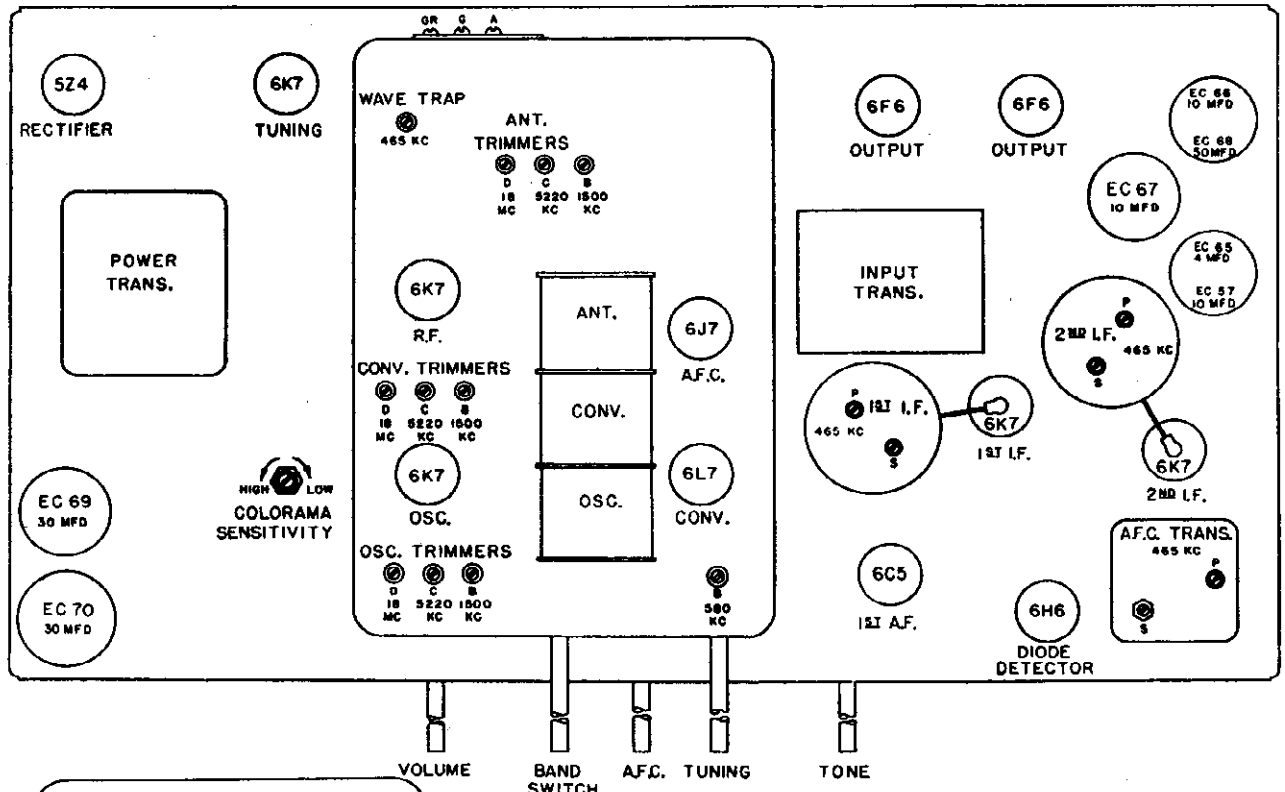 GR G A
5Z4
RECTIFIER
6K7
TUNING
WAVE TRAP
465 KC
ANT.
TRIMMERS
D C B
18 5220 1500
MC KC KC
6F6
OUTPUT
6F6
OUTPUT
EC 66
10 MFD
EC 68
50 MFD
EC 67
10 MFD
EC 65
4 MFD
EC 57
10 MFD
POWER
TRANS.
INPUT
TRANS.
6K7
R.F.
ANT.
6J7
A.F.C.
P
2ND I.F.
465 KC
S
CONV. TRIMMERS
D C B
18 5220 1500
MC KC KC
CONV.
P
1ST I.F.
465 KC
S
6K7
1ST I.F.
6K7
2ND I.F.
HIGH LOW
COLORAMA
SENSITIVITY
6K7
OSC.
OSC.
6L7
CONV.
EC 69
30 MFD
EC 70
30 MFD
OSC. TRIMMERS
D C B
18 5220 1500
MC KC KC
B
580
KC
6C5
1ST A.F.
6H6
DIODE
DETECTOR
A.F.C. TRANS.
465 KC
P
S
VOLUME
BAND
SWITCH
A.F.C.
TUNING
TONE